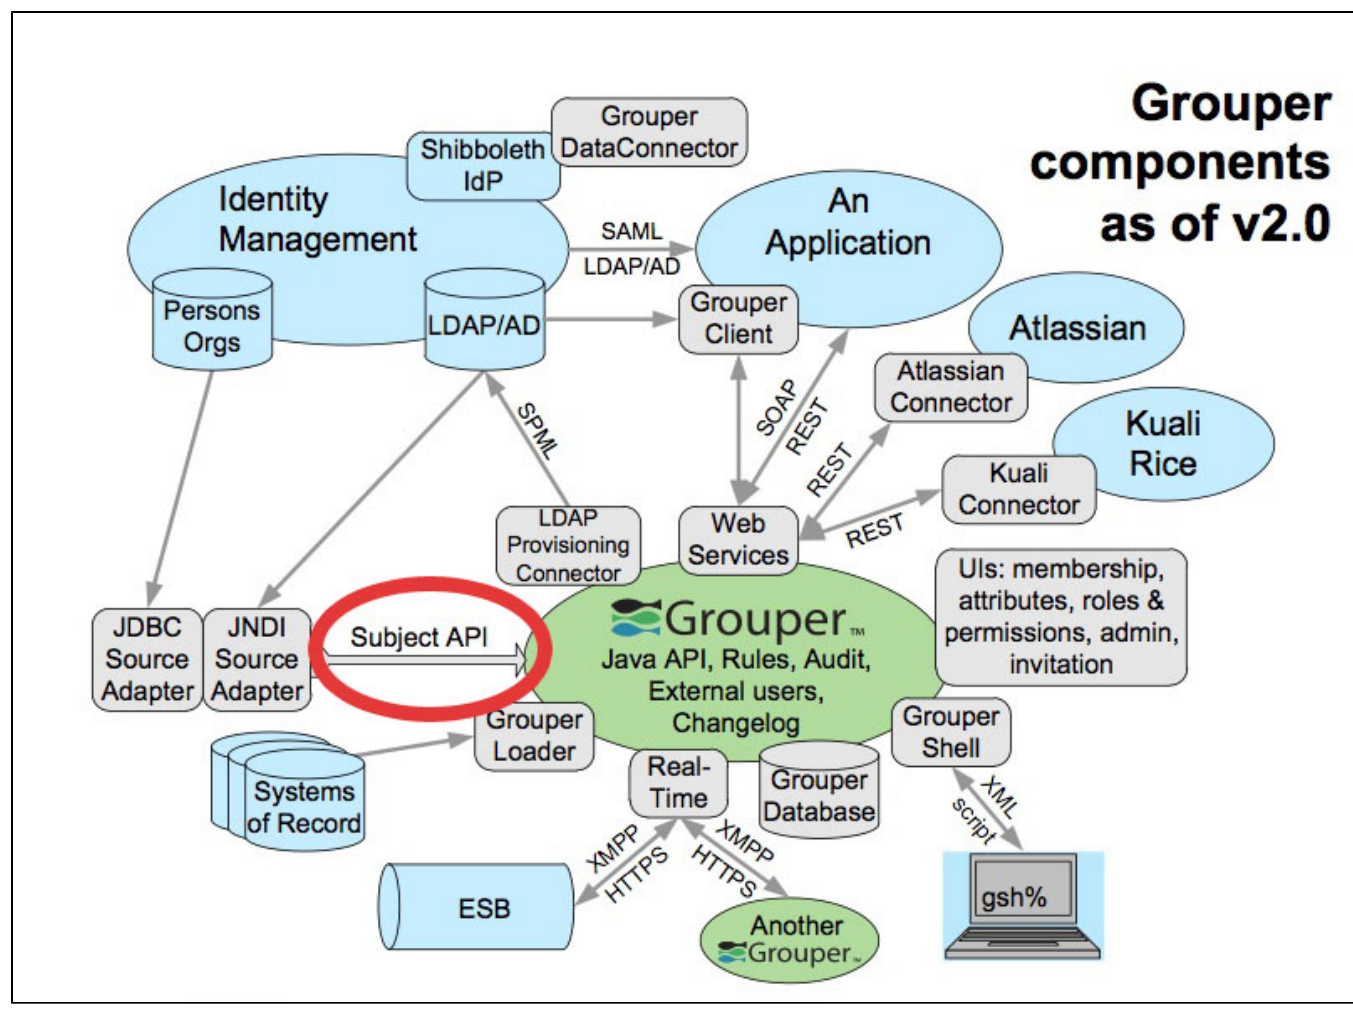 Grouper
components
as of v2.0
Grouper
DataConnector
Shibboleth
IdP
Identity
Management
SAML
LDAP/AD
An
Application
Persons
Orgs
LDAP/AD
Grouper
Client
Atlassian
Atlassian
Connector
SPML
SOAP
REST
REST
Kuali
Rice
Kuali
Connector
REST
LDAP
Provisioning
Connector
Web
Services
UIs: membership,
attributes, roles &
permissions, admin,
invitation
JDBC
Source
Adapter
JNDI
Source
Adapter
Subject API
Grouper™
Java API, Rules, Audit,
External users,
Changelog
Grouper
Loader
Grouper
Shell
Systems
of Record
Real-
Time
Grouper
Database
XML
script
XMPP
HTTPS
XMPP
HTTPS
ESB
Another
Grouper™
gsh%